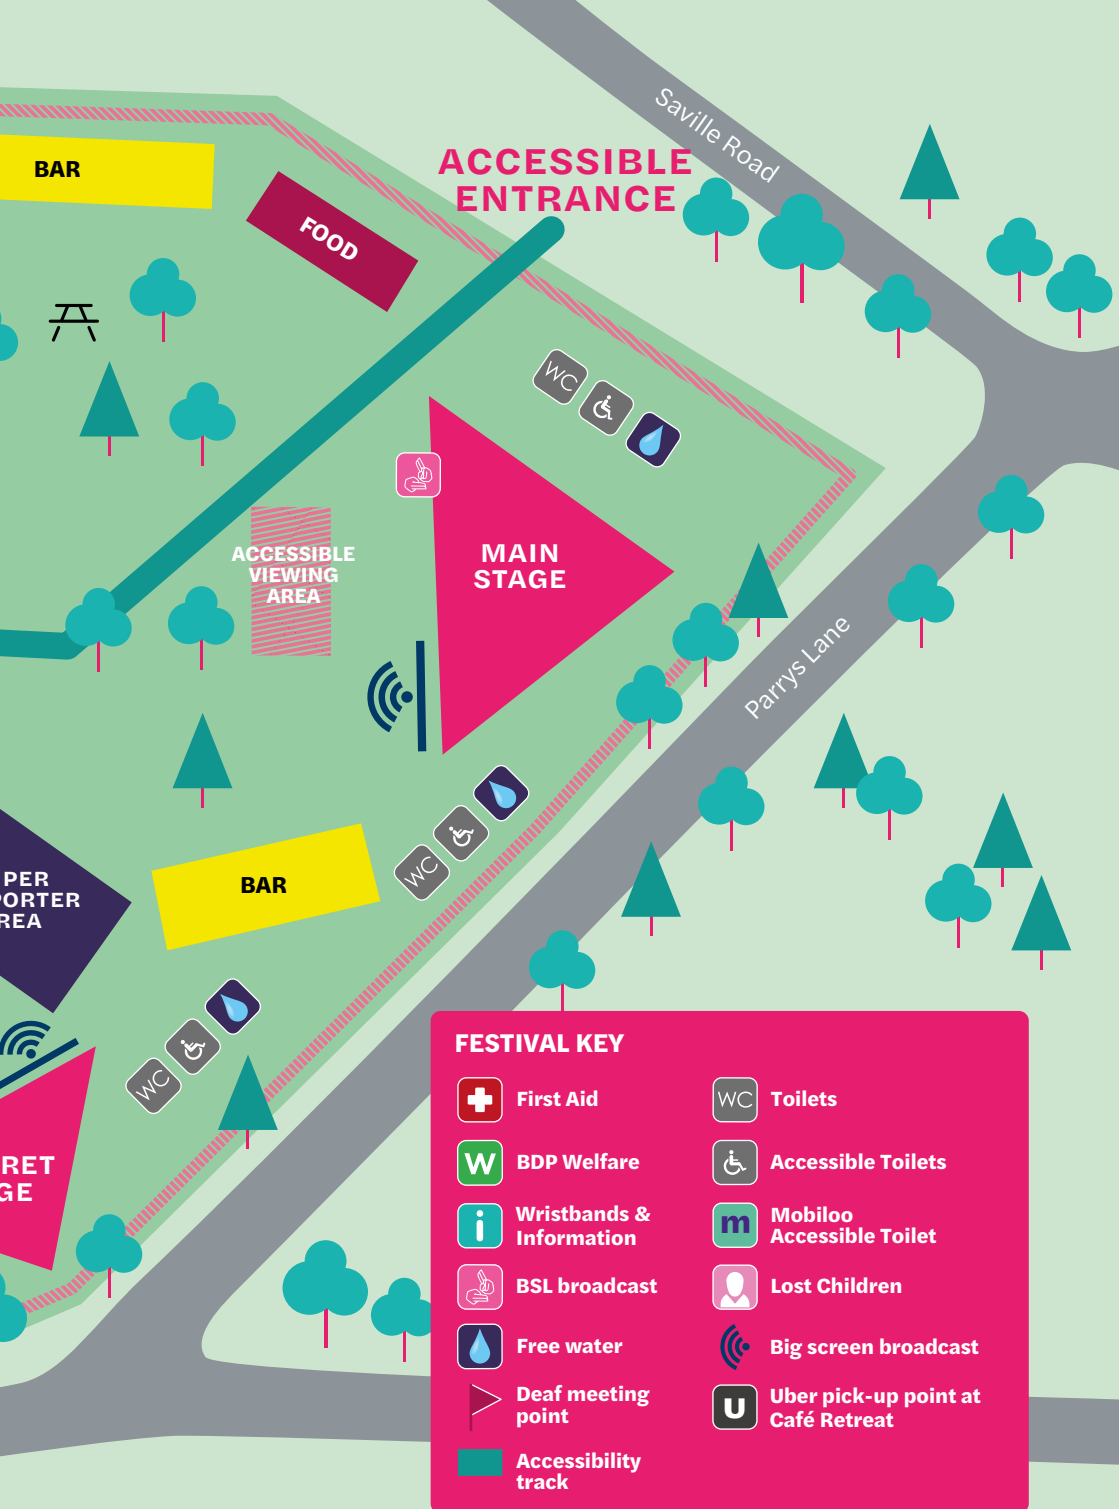 Saville Road
ACCESSIBLE
ENTRANCE
BAR
FOOD
WC
MAIN
STAGE
ACCESSIBLE
VIEWING
AREA
Parrys Lane
PER
PORTER
REA
BAR
WC
WC
RET
GE
FESTIVAL KEY
First Aid
W BDP Welfare
i Wristbands &
Information
BSL broadcast
Free water
Deaf meeting
point
Accessibility
track
WC Toilets
Accessible Toilets
m Mobiloo
Accessible Toilet
Lost Children
Big screen broadcast
U Uber pick-up point at
Café Retreat